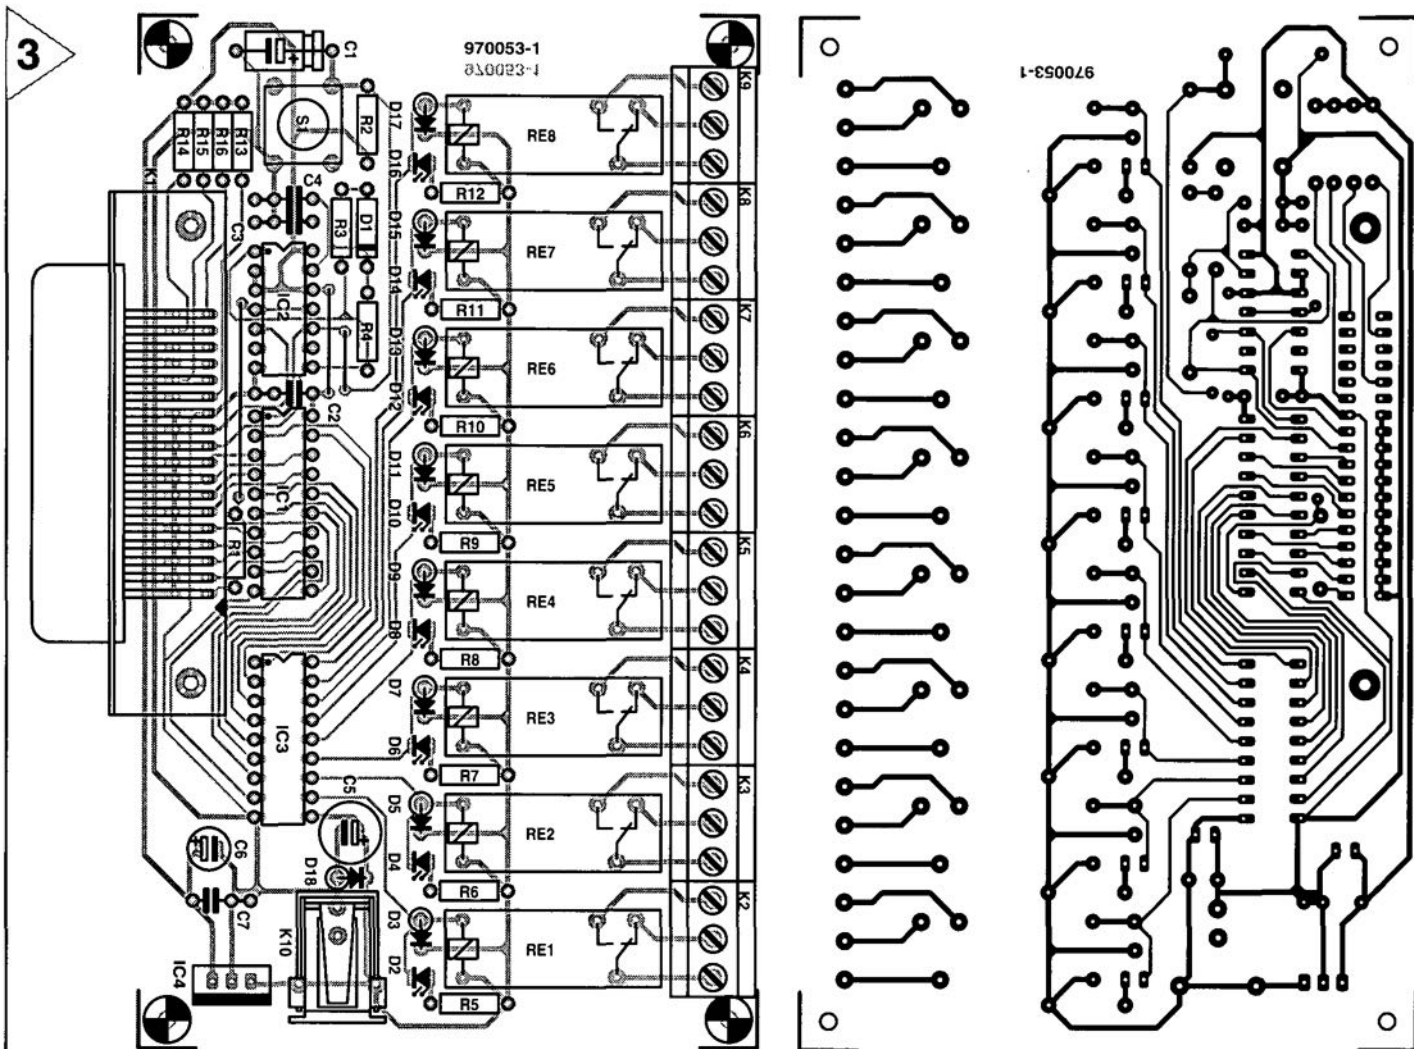 3
970053-1
970053-1
C1
K9
D17
R14
R15
R16
R13
S1
R2
RE8
D16
K1
C4
R12
K8
C3
R3
D1
D15
RE7
D14
IC2
R11
K7
R4
D13
RE6
D12
C2
R10
K6
D11
IC1
RE5
D10
R1
R9
K5
D9
RE4
D8
R8
K4
D7
IC3
RE3
D6
R7
K3
C5
D5
RE2
C6
D4
D18
R6
K2
C7
D3
K10
RE1
IC4
D2
R5
970053-1